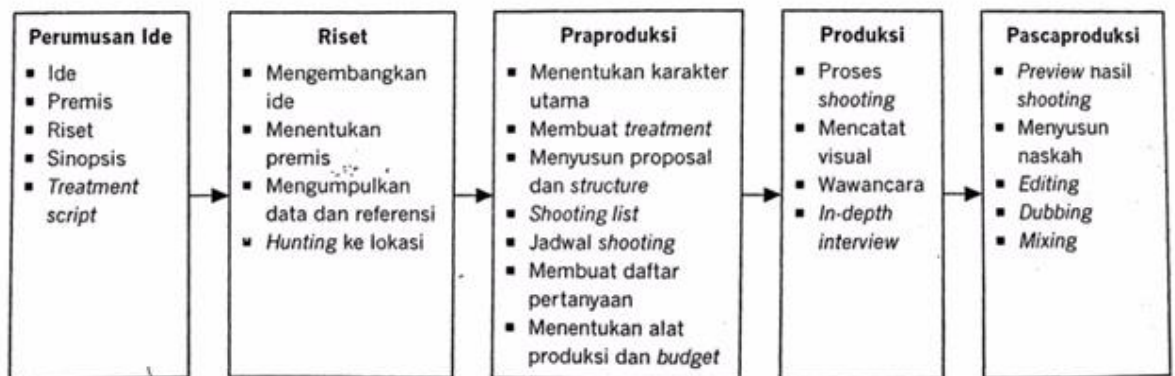 Perumusan Ide
▪ Ide
▪ Premis
▪ Riset
▪ Sinopsis
▪ Treatment
script
Riset
▪ Mengembangkan
ide
▪ Menentukan
premis
▪ Mengumpulkan
data dan referensi
▪ Hunting ke lokasi
Praproduksi
▪ Menentukan karakter
utama
▪ Membuat treatment
▪ Menyusun proposal
dan structure
▪ Shooting list
▪ Jadwal shooting
▪ Membuat daftar
pertanyaan
▪ Menentukan alat
produksi dan budget
Produksi
▪ Proses
shooting
▪ Mencatat
visual
▪ Wawancara
▪ In-depth
interview
Pascaproduksi
▪ Preview hasil
shooting
▪ Menyusun
naskah
▪ Editing
▪ Dubbing
▪ Mixing